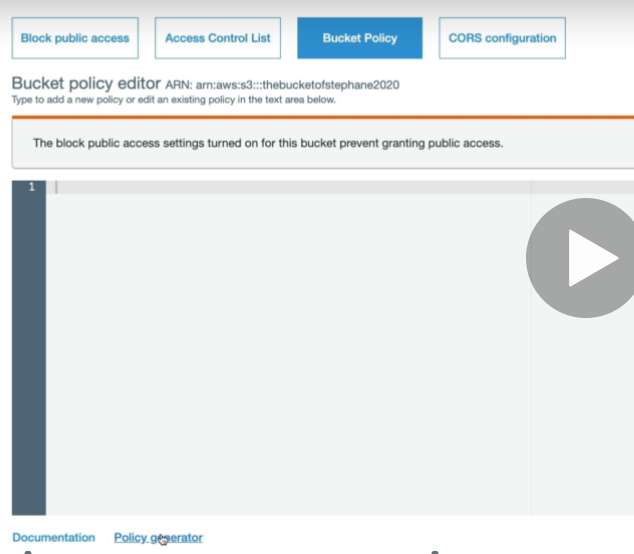 Block public access
Access Control List
Bucket Policy
CORS configuration
Bucket policy editor ARN: arn:aws:s3:::thebucketofstephane2020
Type to add a new policy or edit an existing policy in the text area below.
The block public access settings turned on for this bucket prevent granting public access.
1
Documentation
Policy generator